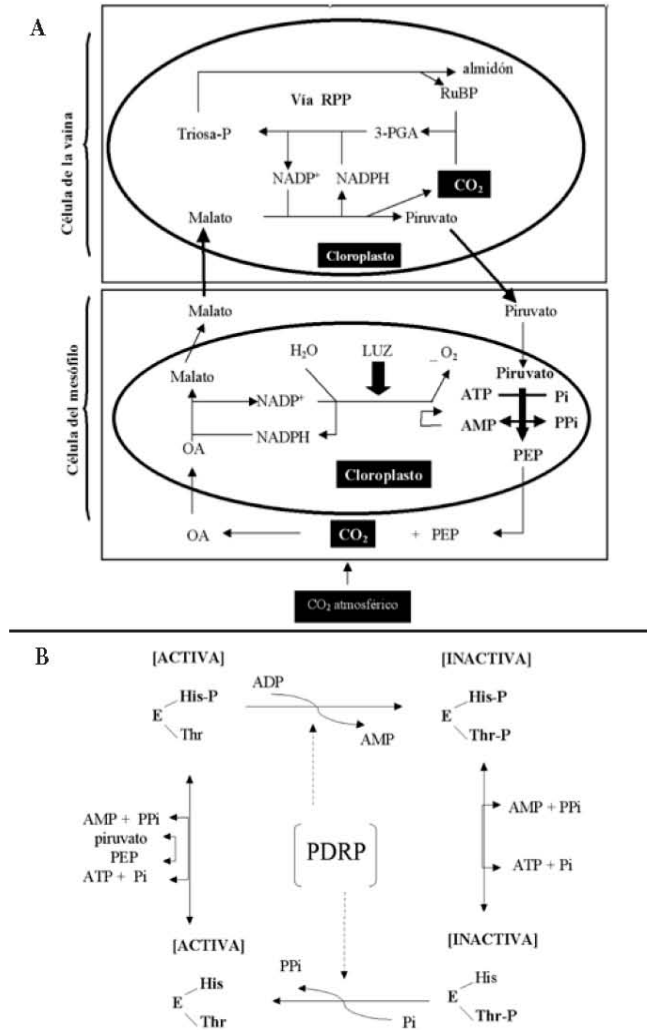 A
Célula de la vaina
almidón
RuBP
Vía RPP
Triosa-P
3-PGA
NADP⁺
NADPH
CO₂
Malato
Piruvato
Cloroplasto
Célula del mesófilo
Malato
Piruvato
H₂O
LUZ
_ O₂
Malato
Piruvato
ATP
Pi
NADP⁺
AMP
PPi
NADPH
OA
PEP
Cloroplasto
OA
CO₂
+ PEP
CO₂ atmosférico
B
[ACTIVA]
[INACTIVA]
ADP
His-P
His-P
E
E
Thr
Thr-P
AMP
AMP + PPi
AMP + PPi
piruvato
PDRP
PEP
ATP + Pi
ATP + Pi
[ACTIVA]
[INACTIVA]
PPi
His
His
E
E
Thr
Pi
Thr-P